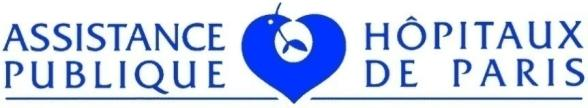 ASSISTANCE
PUBLIQUE
HÔPITAUX
DE PARIS